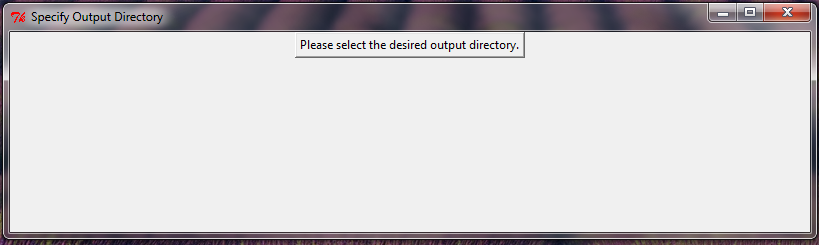 Specify Output Directory
Please select the desired output directory.